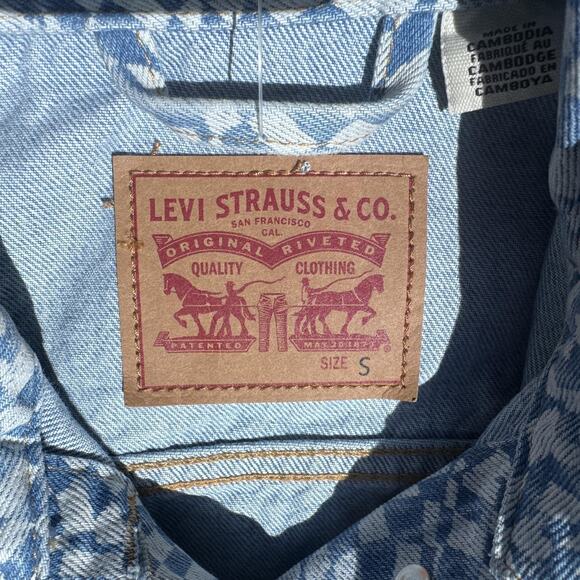 MADE IN
CAMBODIA
FABRIQUÉ AU
CAMBODGE
FABRICADO EN
CAMBOYA
LEVI STRAUSS & CO.
SAN FRANCISCO
CAL.
ORIGINAL RIVETED
QUALITY CLOTHING
PATENTED MAY 20 1873
SIZE S